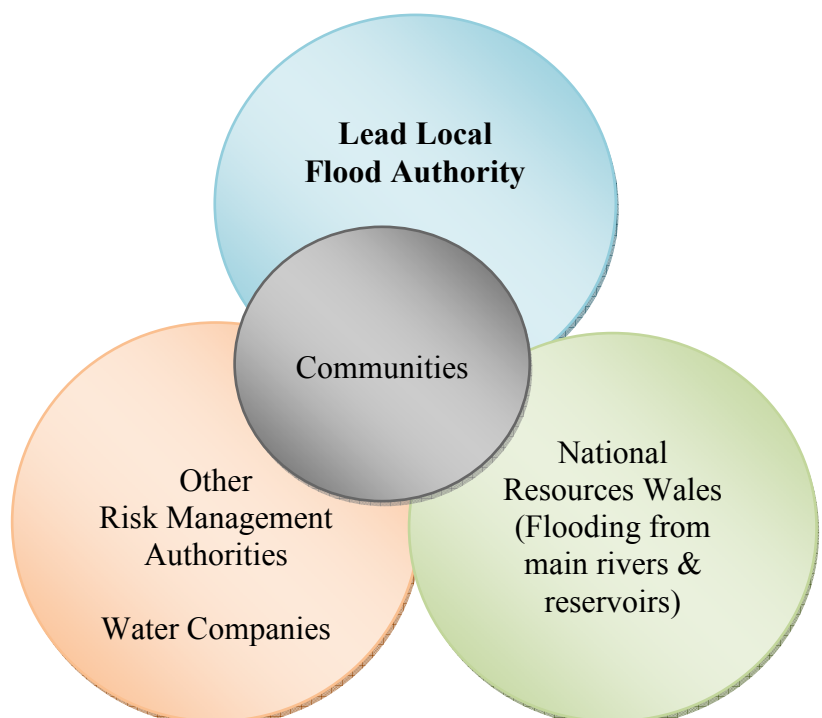 Lead Local
Flood Authority
Communities
Other
Risk Management
Authorities
Water Companies
National
Resources Wales
(Flooding from
main rivers &
reservoirs)